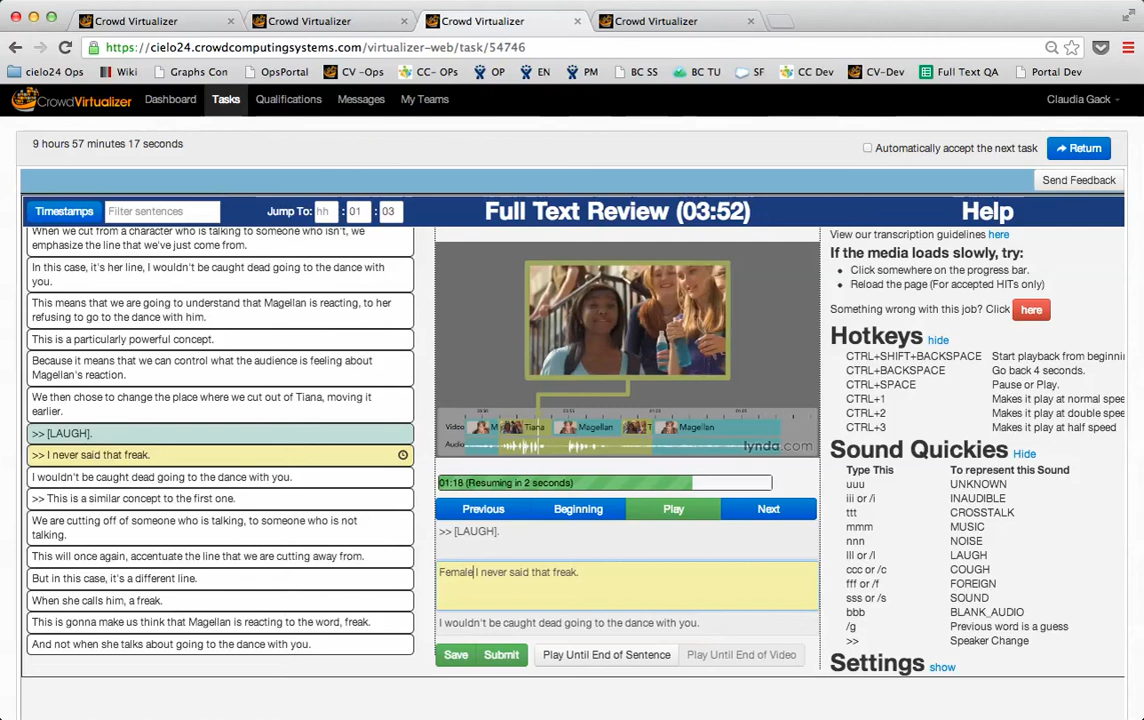 Crowd Virtualizer
Crowd Virtualizer
Crowd Virtualizer
Crowd Virtualizer
https://cielo24.crowdcomputingsystems.com/virtualizer-web/task/54746
cielo24 Ops Wiki Graphs Con OpsPortal CV -Ops CC- OPs OP EN PM BC SS BC TU SF CC Dev CV-Dev Full Text QA Portal Dev
CrowdVirtualizer Dashboard Tasks Qualifications Messages My Teams Claudia Gack
9 hours 57 minutes 17 seconds
Automatically accept the next task Return
Send Feedback
Timestamps Filter sentences Jump To: hh : 01 : 03
Full Text Review (03:52)
Help
When we cut from a character who is talking to someone who isn't, we
emphasize the line that we've just come from.
In this case, it's her line, I wouldn't be caught dead going to the dance with
you.
This means that we are going to understand that Magellan is reacting, to her
refusing to go to the dance with him.
This is a particularly powerful concept.
Because it means that we can control what the audience is feeling about
Magellan's reaction.
We then chose to change the place where we cut out of Tiana, moving it
earlier.
>> [LAUGH].
>> I never said that freak.
I wouldn't be caught dead going to the dance with you.
>> This is a similar concept to the first one.
We are cutting off of someone who is talking, to someone who is not
talking.
This will once again, accentuate the line that we are cutting away from.
But in this case, it's a different line.
When she calls him, a freak.
This is gonna make us think that Magellan is reacting to the word, freak.
And not when she talks about going to the dance with you.
Video M Tiana Magellan T Magellan
Audio
lynda.com
01:18 (Resuming in 2 seconds)
Previous Beginning Play Next
>> [LAUGH].
Female I never said that freak.
I wouldn't be caught dead going to the dance with you.
Save Submit Play Until End of Sentence Play Until End of Video
View our transcription guidelines here
If the media loads slowly, try:
Click somewhere on the progress bar.
Reload the page (For accepted HITs only)
Something wrong with this job? Click here
Hotkeys hide
CTRL+SHIFT+BACKSPACE Start playback from beginnin
CTRL+BACKSPACE Go back 4 seconds.
CTRL+SPACE Pause or Play.
CTRL+1 Makes it play at normal spee
CTRL+2 Makes it play at double spee
CTRL+3 Makes it play at half speed
Sound Quickies Hide
Type This To represent this Sound
uuu UNKNOWN
iii or /i INAUDIBLE
ttt CROSSTALK
mmm MUSIC
nnn NOISE
lll or /l LAUGH
ccc or /c COUGH
fff or /f FOREIGN
sss or /s SOUND
bbb BLANK_AUDIO
/g Previous word is a guess
>> Speaker Change
Settings show